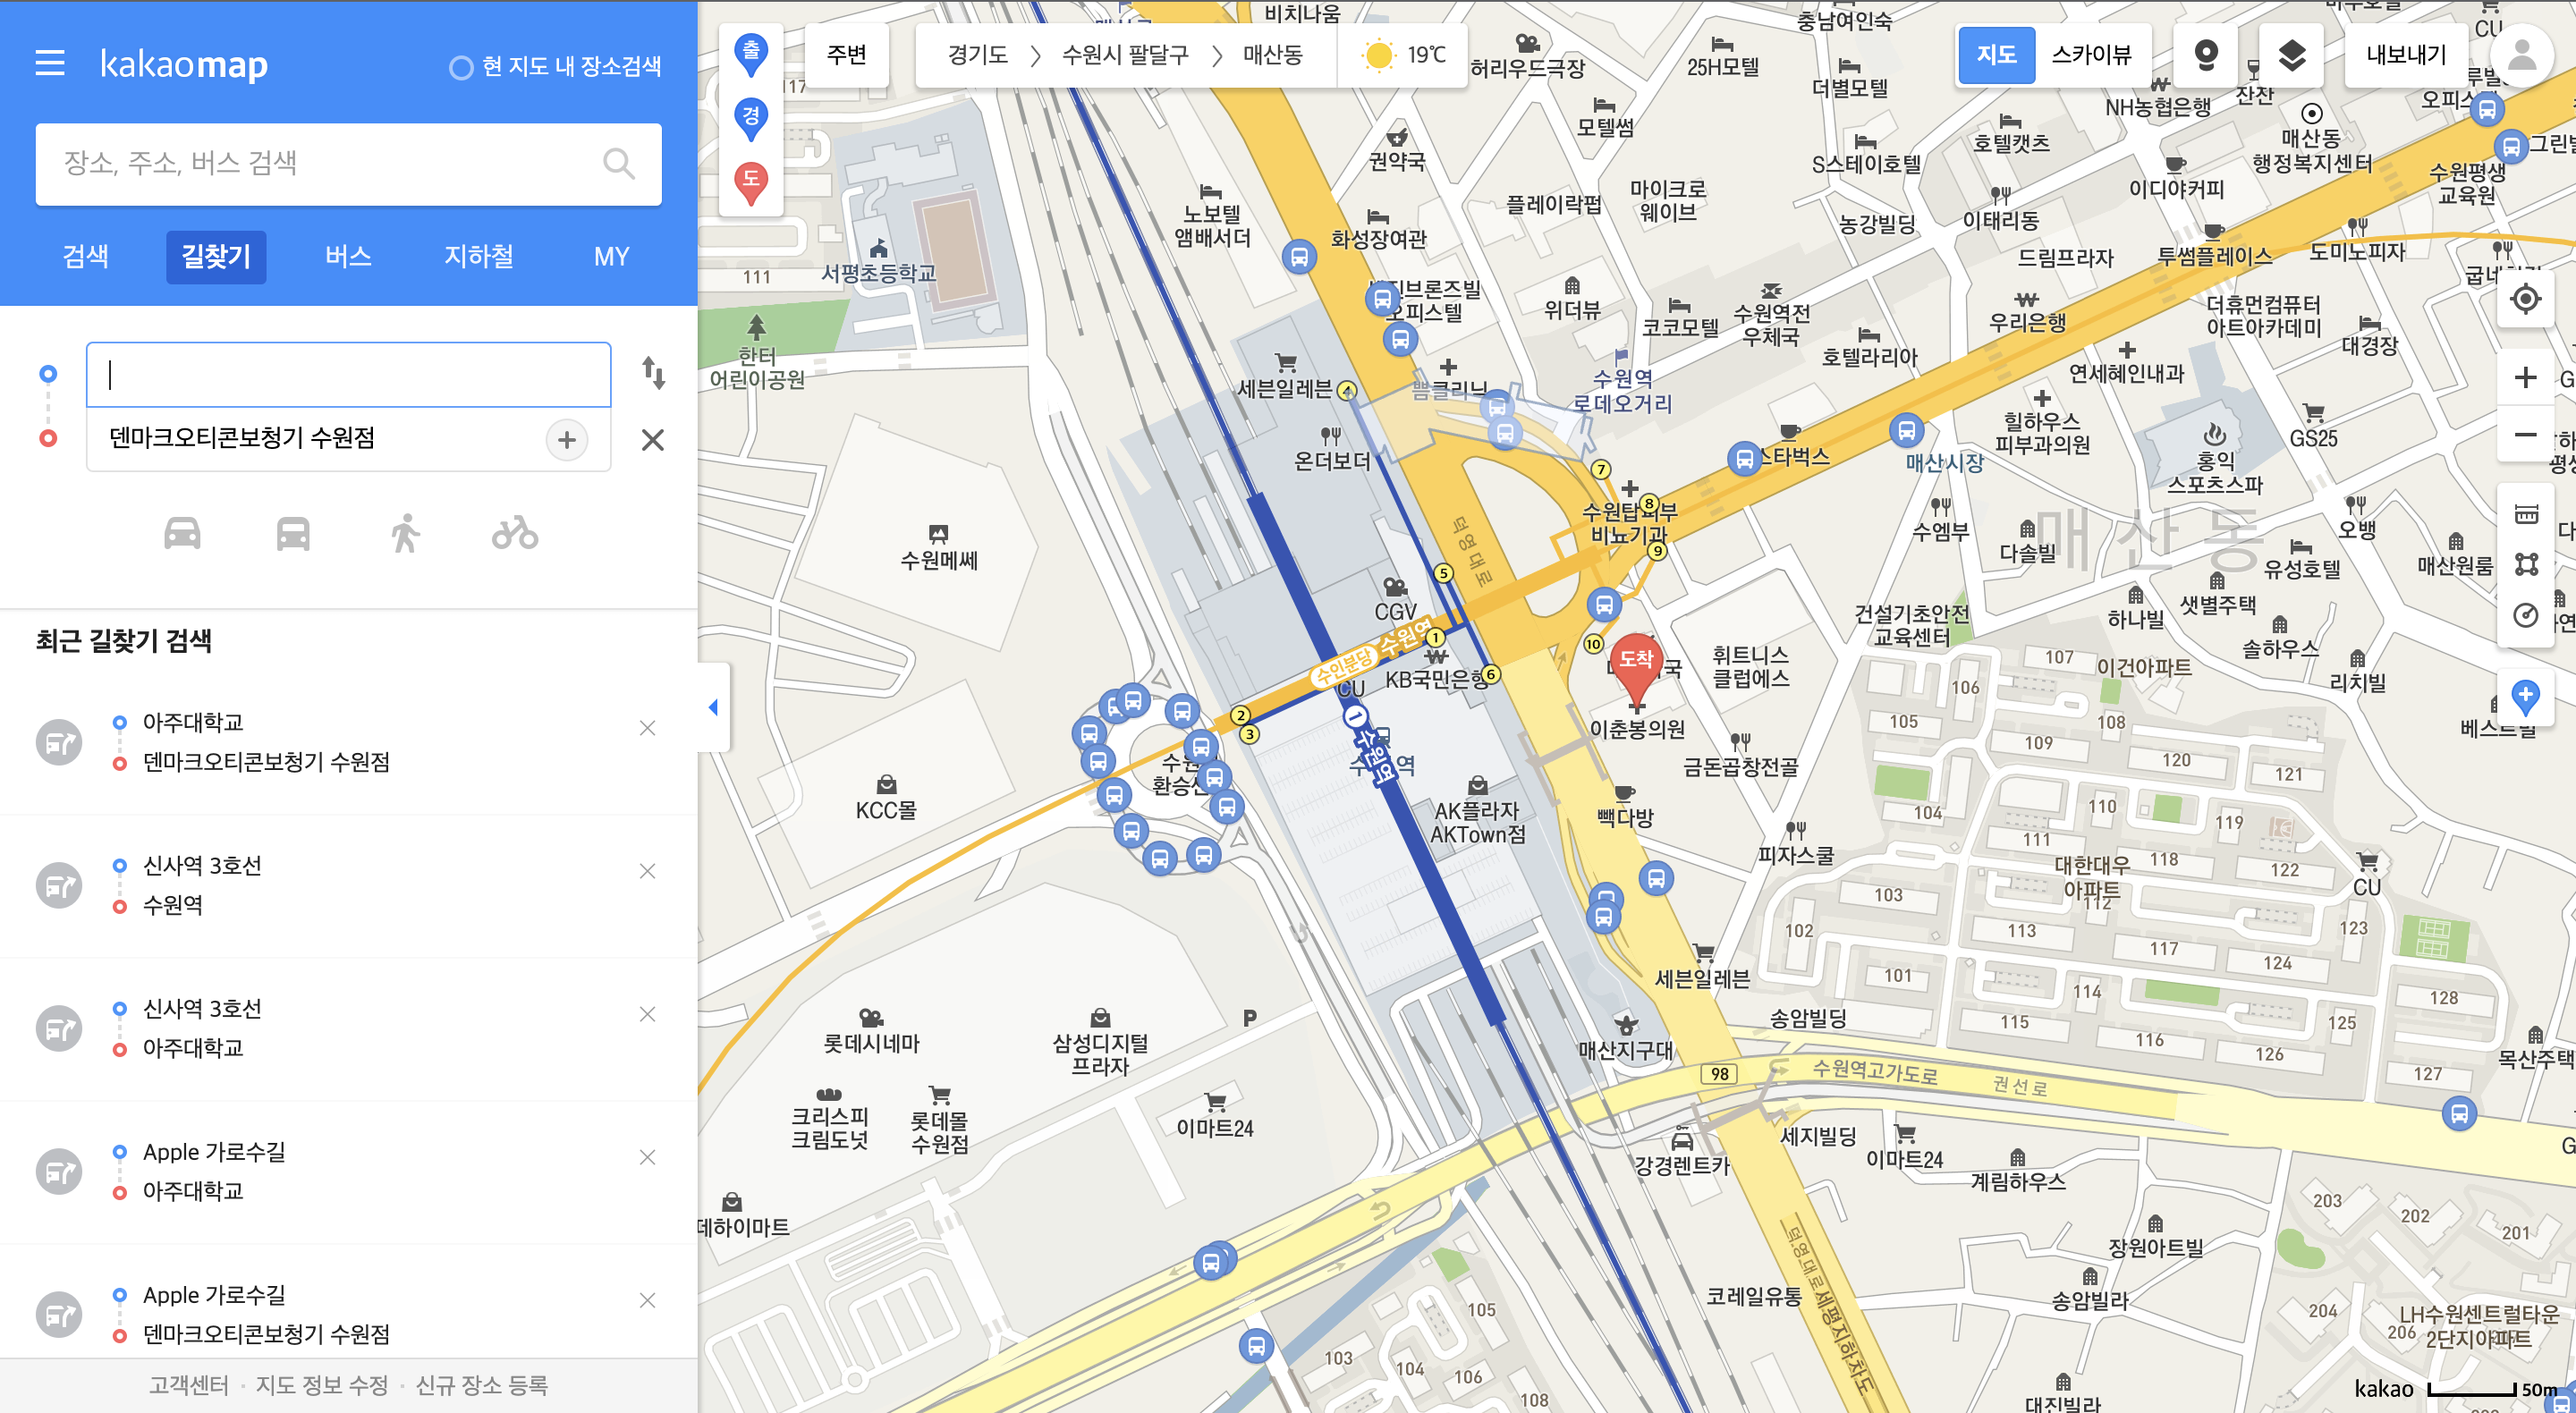 kakaomap
현 지도 내 장소검색
장소, 주소, 버스 검색
검색
길찾기
버스
지하철
MY
덴마크오티콘보청기 수원점
최근 길찾기 검색
아주대학교
덴마크오티콘보청기 수원점
신사역 3호선
수원역
신사역 3호선
아주대학교
Apple 가로수길
아주대학교
Apple 가로수길
덴마크오티콘보청기 수원점
고객센터 · 지도 정보 수정 · 신규 장소 등록
출
경
도
주변
경기도
수원시 팔달구
매산동
19℃
지도
스카이뷰
내보내기
비치나움
충남여인숙
CU
117
허리우드극장
25H모텔
더별모텔
NH농협은행
잔잔
매산동
행정복지센터
모텔썸
호텔캣츠
권약국
S스테이호텔
이디야커피
수원평생
교육원
노보텔
앰배서더
플레이락펍
마이크로
웨이브
농강빌딩
이태리동
화성장여관
드림프라자
투썸플레이스
도미노피자
서평초등학교
111
위더뷰
코코모텔
수원역전
우체국
우리은행
더휴먼컴퓨터
아트아카데미
호텔라리아
대경장
한터
어린이공원
세븐일레븐
4
수원역
로데오거리
연세혜인내과
힐하우스
피부과의원
GS25
온더보더
7
스타벅스
매산시장
홍익
스포츠스파
8
수원탑피부
비뇨기과
9
덕영대로
수엠부
다솔빌
매산동
오뱅
유성호텔
매산원룸
수원메쎄
5
CGV
샛별주택
하나빌
건설기초안전
교육센터
솔하우스
수인분당
수원역
1
10
도착
KB국민은행
6
CU
휘트니스
클럽에스
107
이건아파트
리치빌
106
105
108
2
3
1
수원역
이춘봉의원
109
베스트빌
금돈곱창전골
120
121
KCC몰
AK플라자
AKTown점
빽다방
104
110
119
111
피자스쿨
대한대우
아파트
118
122
CU
112
103
102
113
123
117
124
세븐일레븐
101
114
128
롯데시네마
삼성디지털
프라자
P
송암빌딩
115
125
매산지구대
116
126
목산주택
98
수원역고가도로
권선로
127
크리스피
크림도넛
롯데몰
수원점
이마트24
세지빌딩
이마트24
강경렌트카
계림하우스
203
202
201
데하이마트
장원아트빌
덕영대로세평지하차도
코레일유통
송암빌라
204
LH수원센트럴타운
2단지아파트
206
105
103
104
106
108
대진빌라
kakao
50m